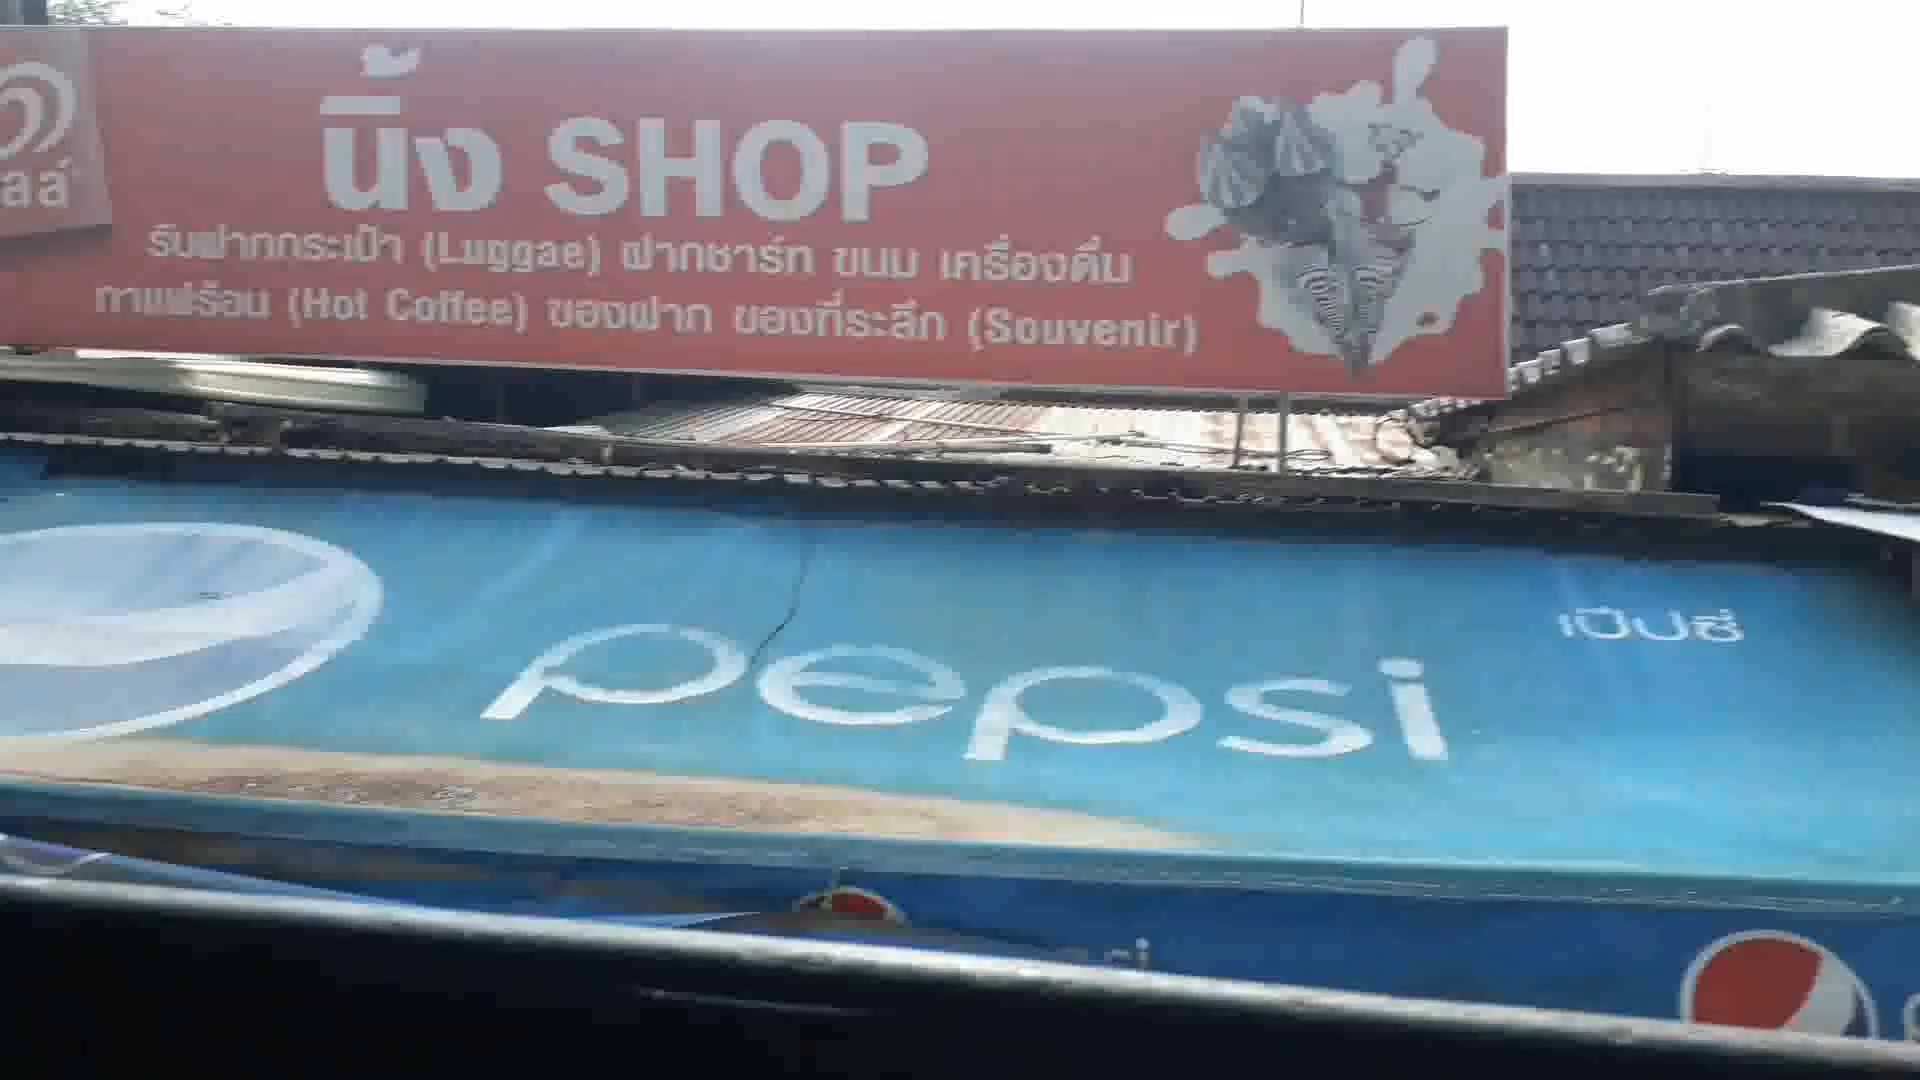 นิ้ง SHOP
รับฝากกระเป๋า (Luggae) ฝากชาร์ท ขนม เครื่องดื่ม
กาแฟร้อน (Hot Coffee) ของฝาก ของที่ระลึก (Souvenir)
เป๊ปซี่
pepsi